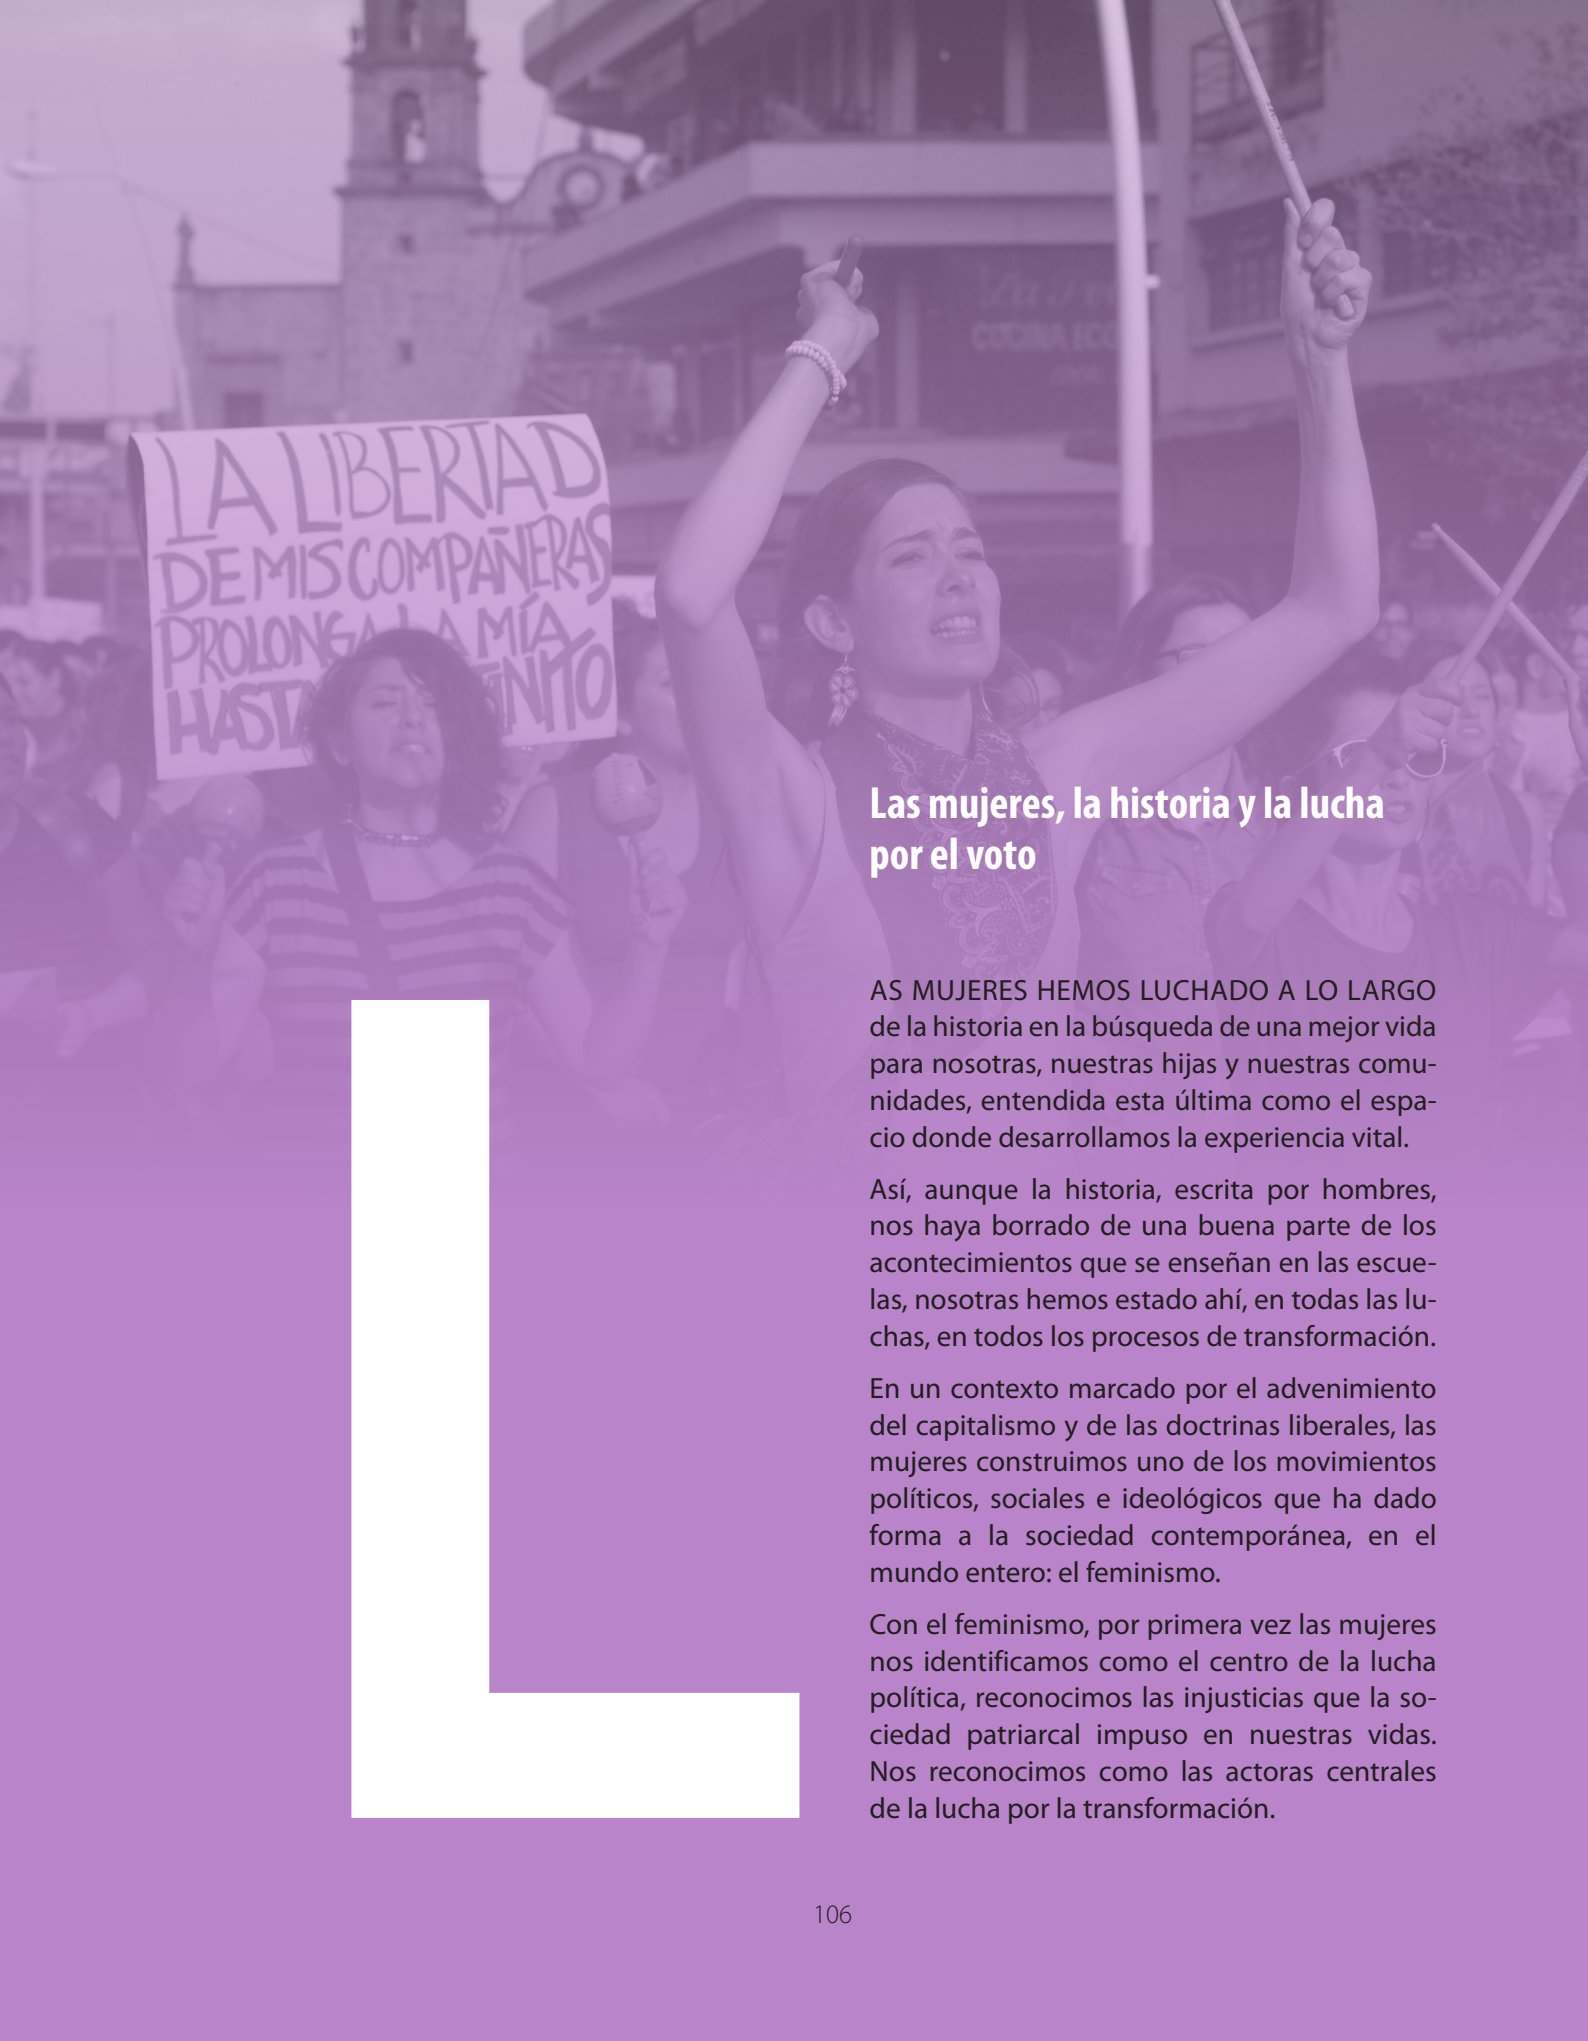 LA LIBERTAD
DE MIS COMPAÑERAS
PROLONGA LA MÍA
HASTA
COCINA ECO
Las mujeres, la historia y la lucha
por el voto
L
AS MUJERES HEMOS LUCHADO A LO LARGO
de la historia en la búsqueda de una mejor vida
para nosotras, nuestras hijas y nuestras comu-
nidades, entendida esta última como el espa-
cio donde desarrollamos la experiencia vital.
Así, aunque la historia, escrita por hombres,
nos haya borrado de una buena parte de los
acontecimientos que se enseñan en las escue-
las, nosotras hemos estado ahí, en todas las lu-
chas, en todos los procesos de transformación.
En un contexto marcado por el advenimiento
del capitalismo y de las doctrinas liberales, las
mujeres construimos uno de los movimientos
políticos, sociales e ideológicos que ha dado
forma a la sociedad contemporánea, en el
mundo entero: el feminismo.
Con el feminismo, por primera vez las mujeres
nos identificamos como el centro de la lucha
política, reconocimos las injusticias que la so-
ciedad patriarcal impuso en nuestras vidas.
Nos reconocimos como las actoras centrales
de la lucha por la transformación.
106